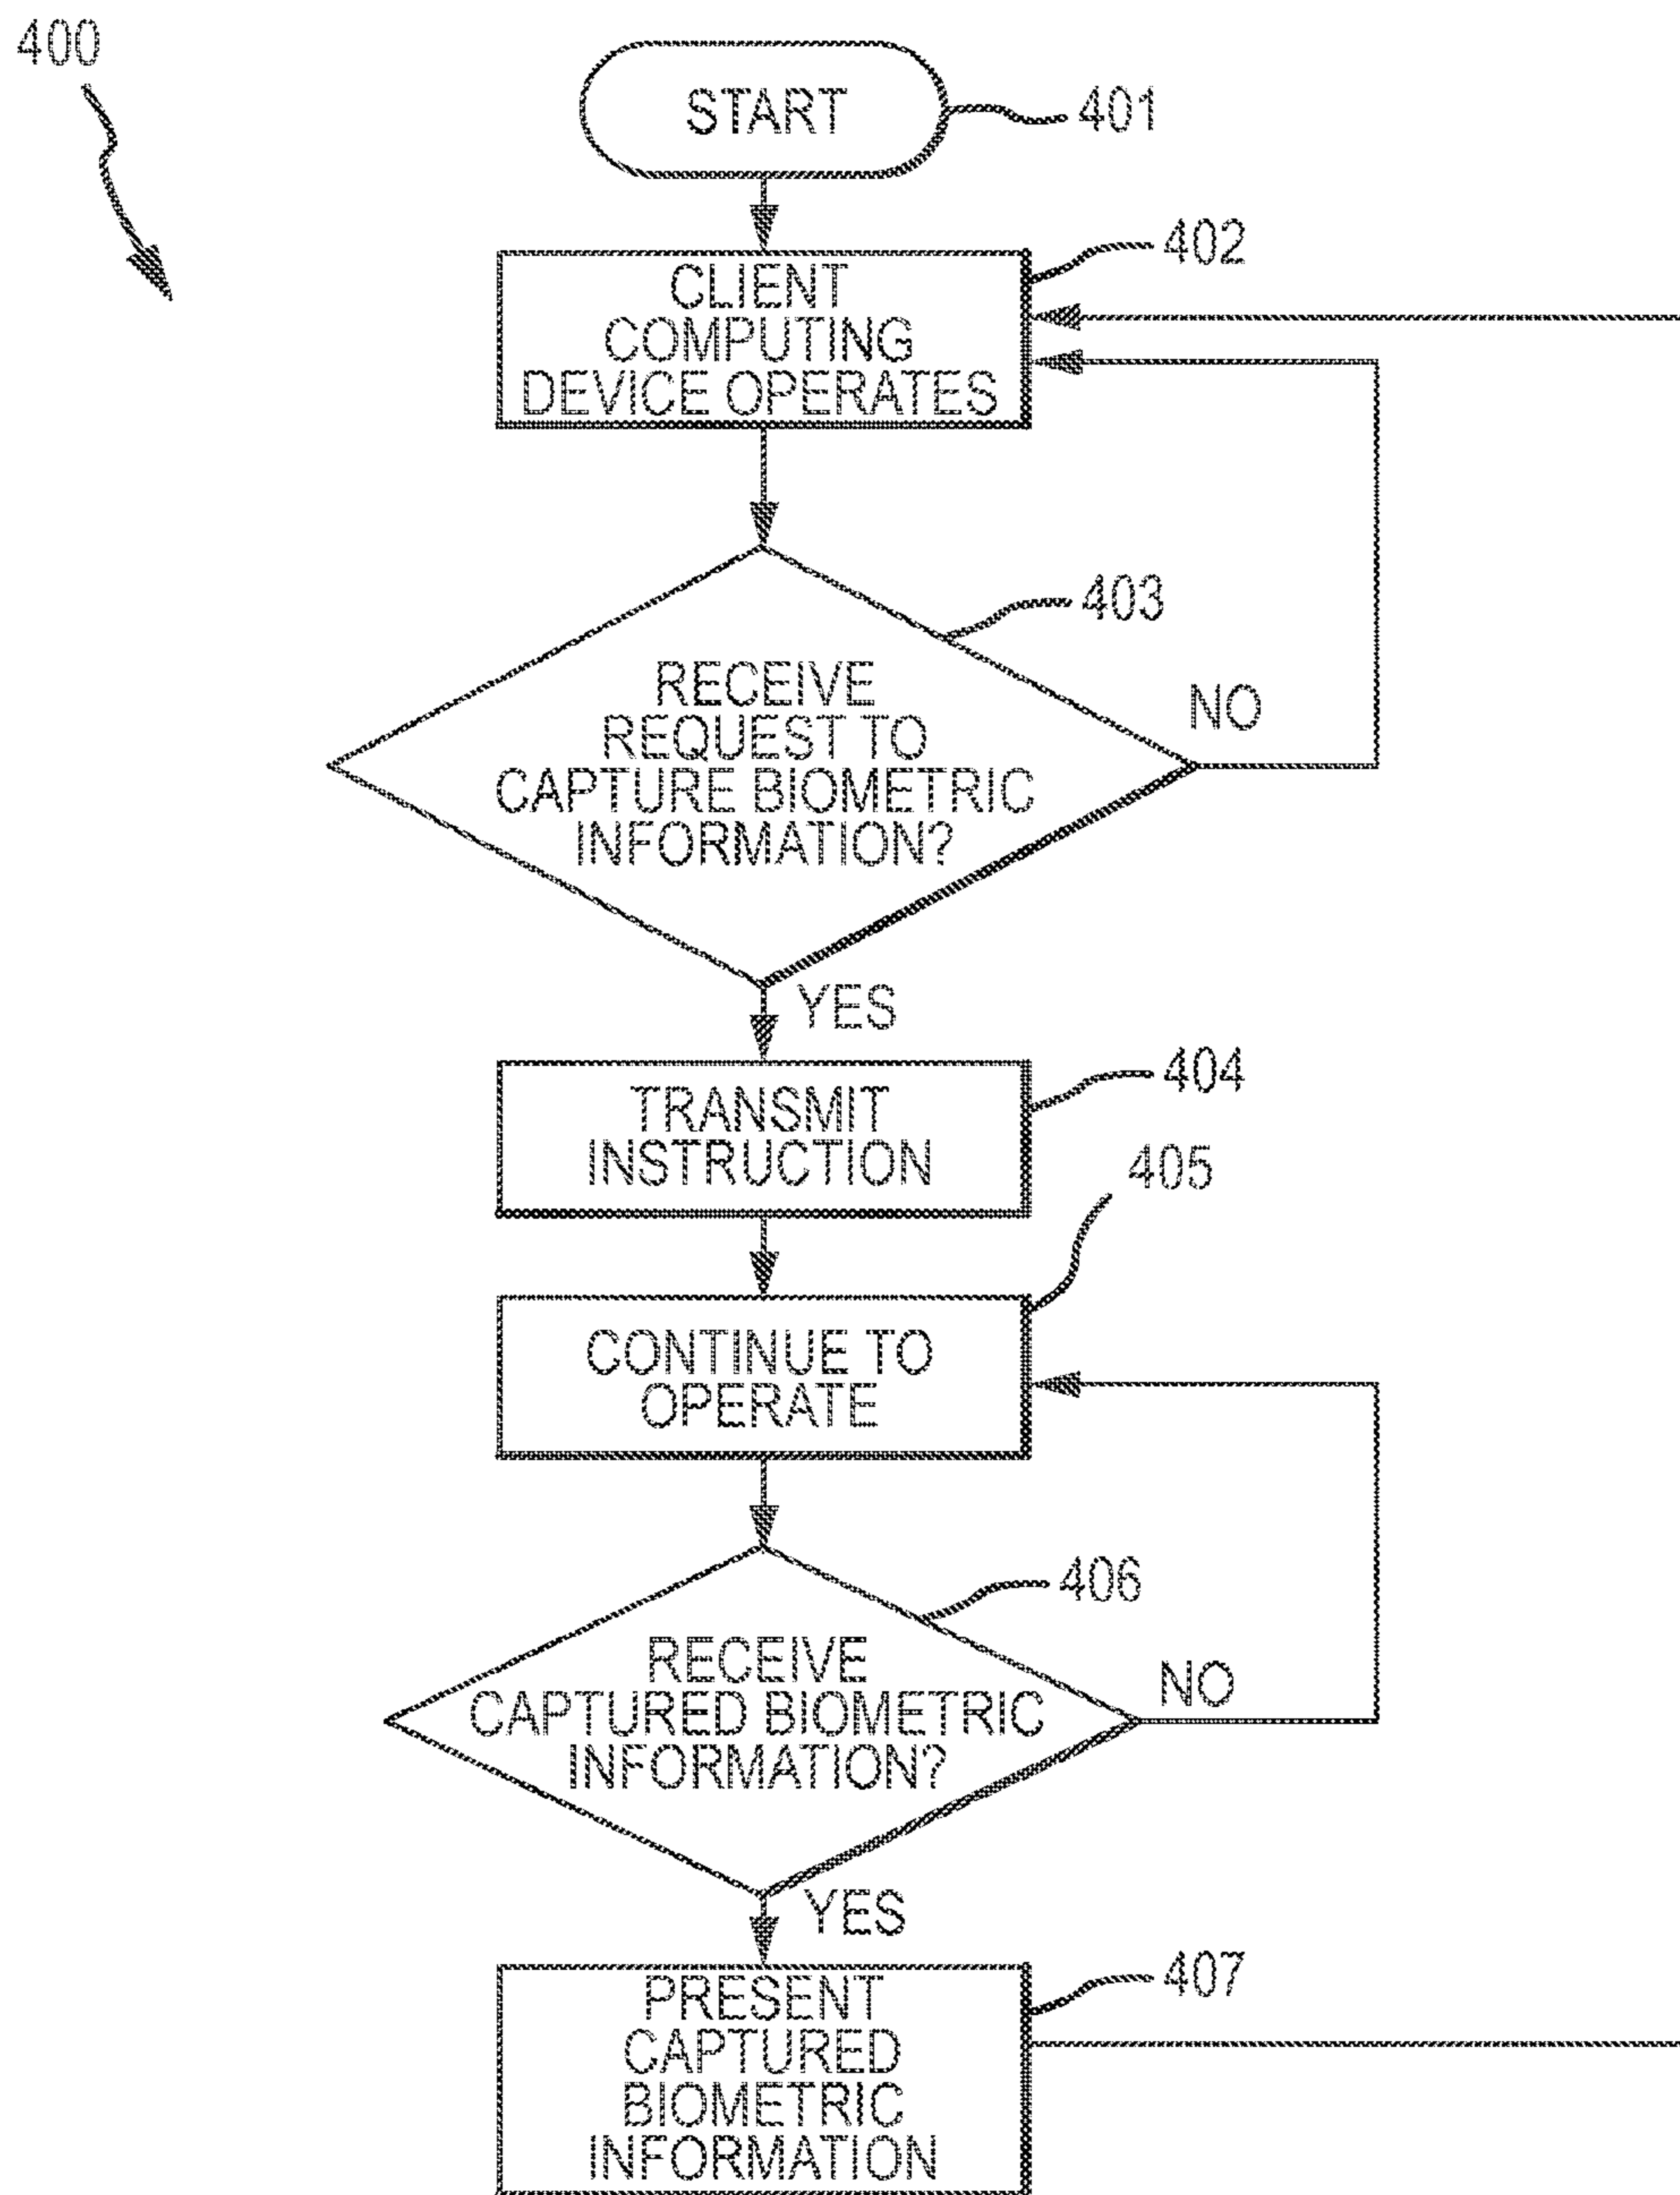 400
START
401
402
CLIENT
COMPUTING
DEVICE OPERATES
403
RECEIVE
REQUEST TO
CAPTURE BIOMETRIC
INFORMATION?
NO
YES
404
TRANSMIT
INSTRUCTION
405
CONTINUE TO
OPERATE
406
RECEIVE
CAPTURED BIOMETRIC
INFORMATION?
NO
YES
407
PRESENT
CAPTURED
BIOMETRIC
INFORMATION